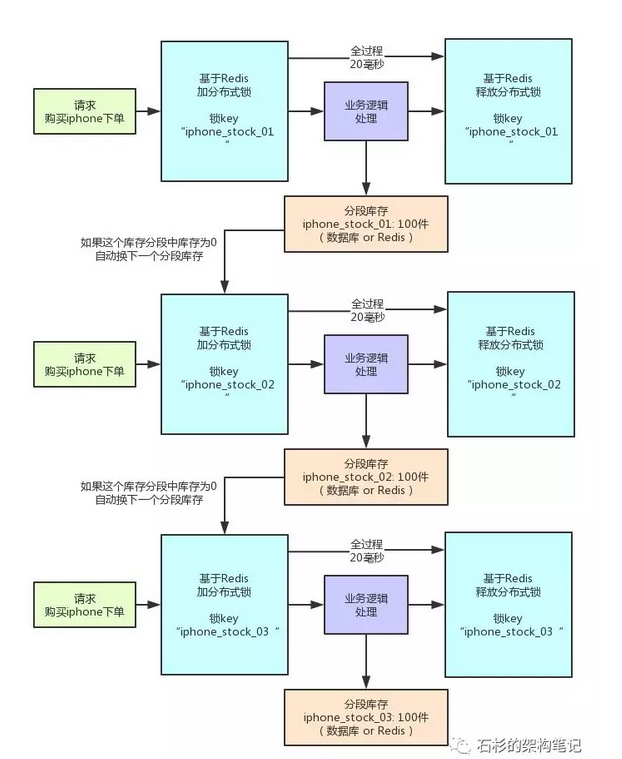 全过程
20毫秒
请求
购买iphone下单
基于Redis
加分布式锁
锁key
“iphone_stock_01
“
业务逻辑
处理
基于Redis
释放分布式锁
锁key
“iphone_stock_01
“
分段库存
iphone_stock_01: 100件
（数据库 or Redis）
如果这个库存分段中库存为0
自动换下一个分段库存
全过程
20毫秒
请求
购买iphone下单
基于Redis
加分布式锁
锁key
“iphone_stock_02
“
业务逻辑
处理
基于Redis
释放分布式锁
锁key
“iphone_stock_02
“
分段库存
iphone_stock_02: 100件
（数据库 or Redis）
如果这个库存分段中库存为0
自动换下一个分段库存
全过程
20毫秒
请求
购买iphone下单
基于Redis
加分布式锁
锁key
“iphone_stock_03 “
业务逻辑
处理
基于Redis
释放分布式锁
锁key
“iphone_stock_03 “
分段库存
iphone_stock_03: 100件
（数据库 or Redis）
石杉的架构笔记